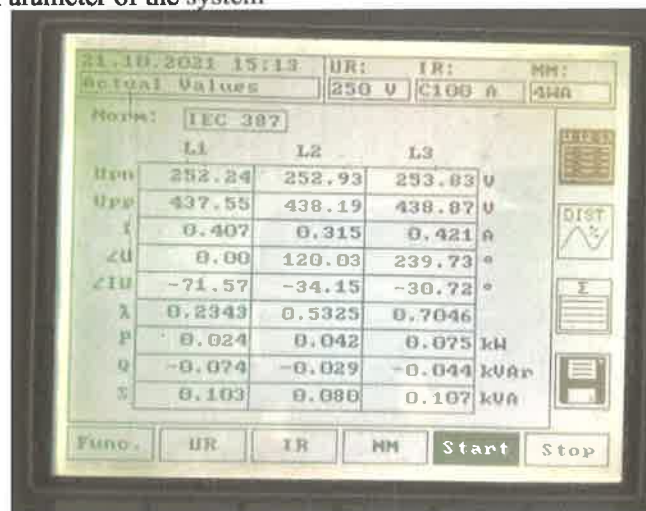 Parameter of the system
21.10.2021 15:13 UR: IR: MM:
Actual Values 250 V C100 A 4WA
Norm: IEC 387
L1 L2 L3
Upn 252.24 252.93 253.83 V
Upp 437.55 438.19 438.87 V
I 0.407 0.315 0.421 A
∠U 0.00 120.03 239.73 °
∠IU -71.57 -34.15 -30.72 °
λ 0.2343 0.5325 0.7046
P 0.024 0.042 0.075 kW
Q -0.074 -0.029 -0.044 kVAr
S 0.103 0.080 0.107 kVA
DIST
%
Σ
Func. UR IR MM Start Stop